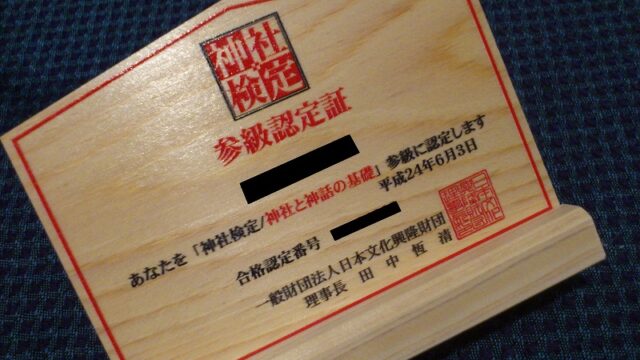 神社
検定
参級認定証
あなたを「神社検定/神社と神話の基礎」参級に認定します
平成24年6月3日
合格認定番号
一般財団法人日本文化興隆財団
理事長 田中恆清